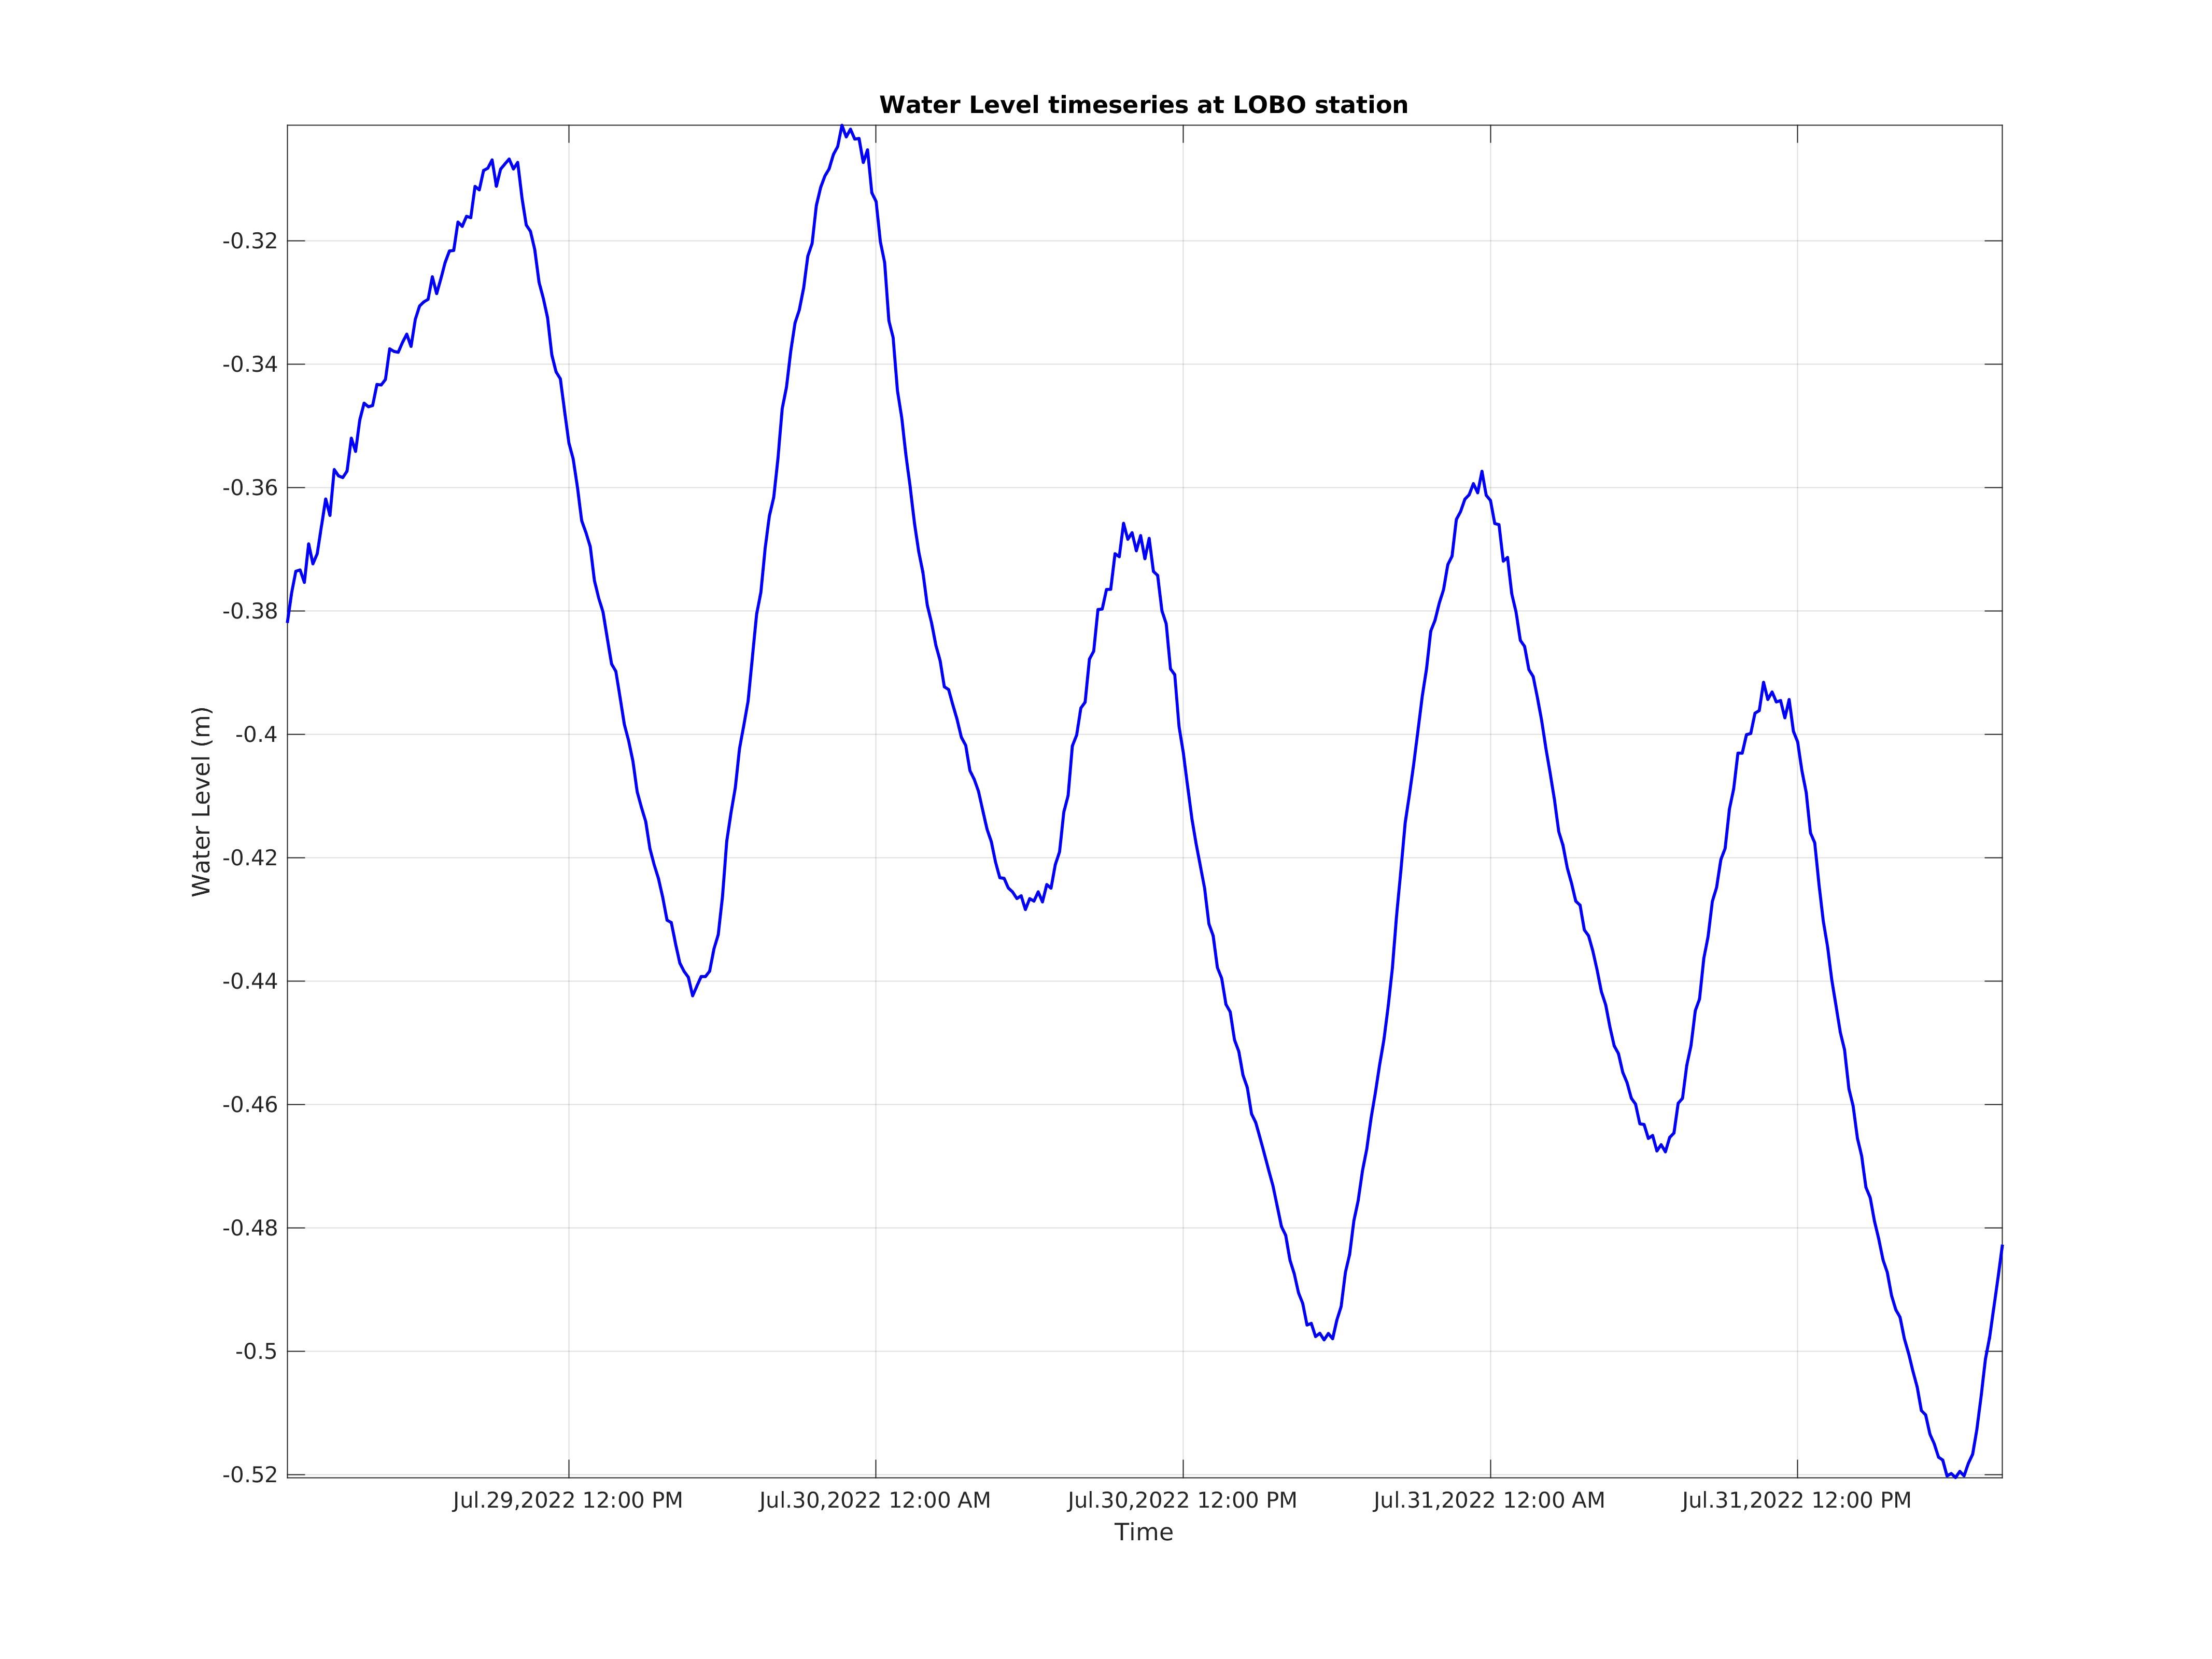 Water Level timeseries at LOBO station
-0.32
-0.34
-0.36
-0.38
-0.4
-0.42
-0.44
-0.46
-0.48
-0.5
-0.52
Water Level (m)
Jul.29,2022 12:00 PM Jul.30,2022 12:00 AM Jul.30,2022 12:00 PM Jul.31,2022 12:00 AM Jul.31,2022 12:00 PM
Time